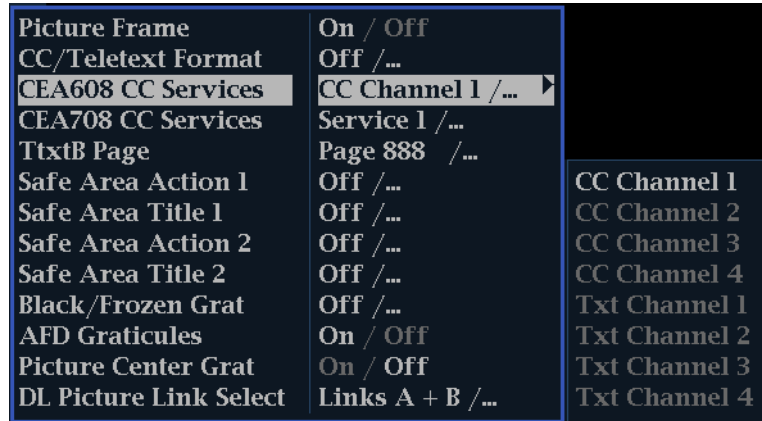 Picture Frame On / Off
CC/Teletext Format Off /...
CEA608 CC Services CC Channel 1 /...
CEA708 CC Services Service 1 /...
TtxtB Page Page 888 /...
Safe Area Action 1 Off /...
Safe Area Title 1 Off /...
Safe Area Action 2 Off /...
Safe Area Title 2 Off /...
Black/Frozen Grat Off /...
AFD Graticules On / Off
Picture Center Grat On / Off
DL Picture Link Select Links A + B /...
CC Channel 1
CC Channel 2
CC Channel 3
CC Channel 4
Txt Channel 1
Txt Channel 2
Txt Channel 3
Txt Channel 4